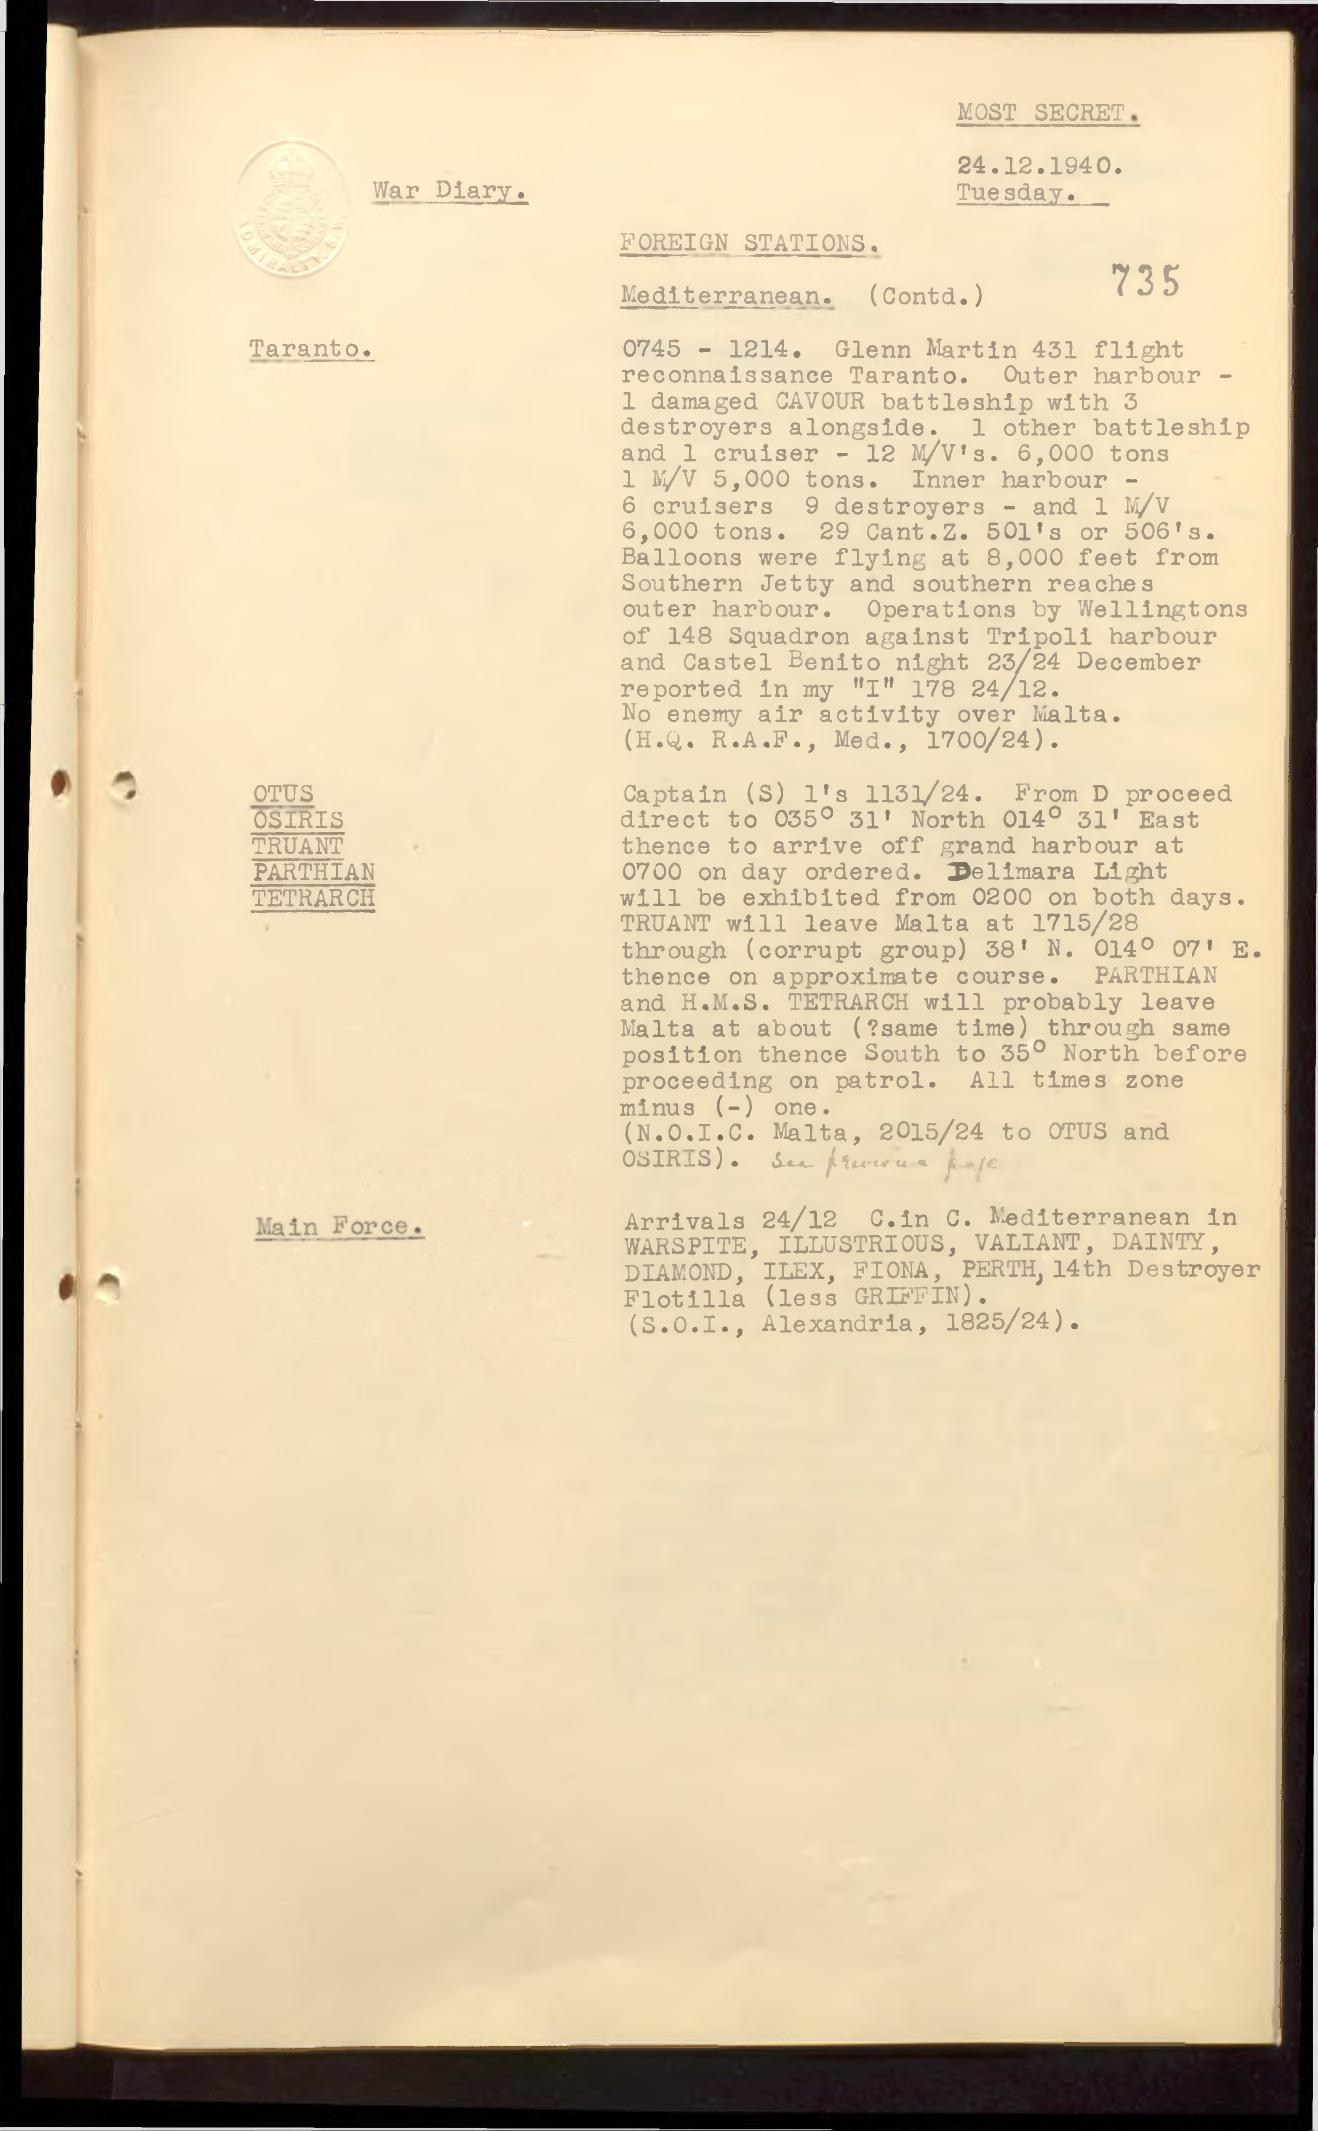 MOST SECRET.
24.12.1940.
Tuesday.
War Diary.
ADMIRALTY. S.W.
FOREIGN STATIONS.
735
Mediterranean. (Contd.)
Taranto.
0745 - 1214. Glenn Martin 431 flight
reconnaissance Taranto. Outer harbour -
1 damaged CAVOUR battleship with 3
destroyers alongside. 1 other battleship
and 1 cruiser - 12 M/V's. 6,000 tons
1 M/V 5,000 tons. Inner harbour -
6 cruisers 9 destroyers - and 1 M/V
6,000 tons. 29 Cant.Z. 501's or 506's.
Balloons were flying at 8,000 feet from
Southern Jetty and southern reaches
outer harbour. Operations by Wellingtons
of 148 Squadron against Tripoli harbour
and Castel Benito night 23/24 December
reported in my "I" 178 24/12.
No enemy air activity over Malta.
(H.Q. R.A.F., Med., 1700/24).
OTUS
OSIRIS
TRUANT
PARTHIAN
TETRARCH
Captain (S) 1's 1131/24. From D proceed
direct to 035° 31' North 014° 31' East
thence to arrive off grand harbour at
0700 on day ordered. Delimara Light
will be exhibited from 0200 on both days.
TRUANT will leave Malta at 1715/28
through (corrupt group) 38' N. 014° 07' E.
thence on approximate course. PARTHIAN
and H.M.S. TETRARCH will probably leave
Malta at about (?same time) through same
position thence South to 35° North before
proceeding on patrol. All times zone
minus (-) one.
(N.O.I.C. Malta, 2015/24 to OTUS and
OSIRIS). See previous page
Main Force.
Arrivals 24/12 C.in C. Mediterranean in
WARSPITE, ILLUSTRIOUS, VALIANT, DAINTY,
DIAMOND, ILEX, FIONA, PERTH, 14th Destroyer
Flotilla (less GRIFFIN).
(S.O.I., Alexandria, 1825/24).